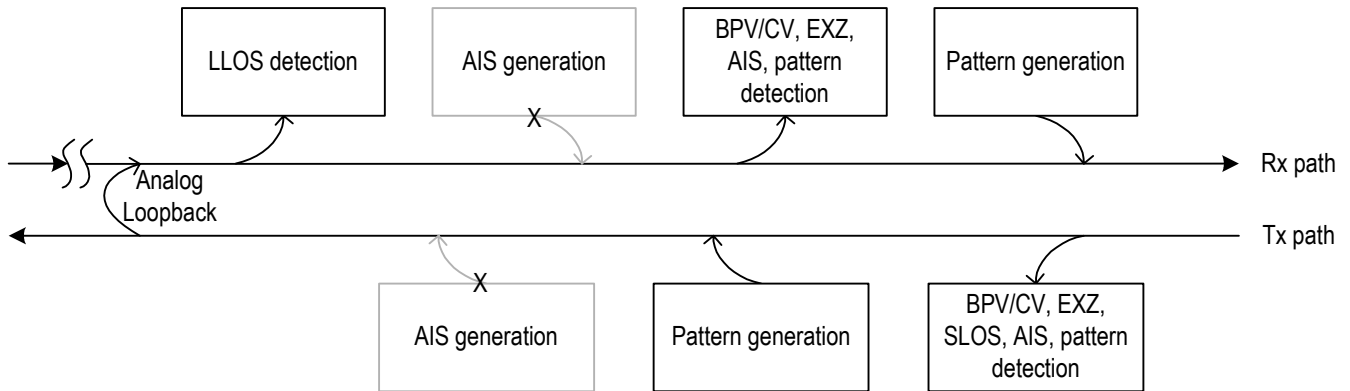 LLOS detection
AIS generation
X
BPV/CV, EXZ,
AIS, pattern
detection
Pattern generation
Rx path
Analog
Loopback
Tx path
X
AIS generation
Pattern generation
BPV/CV, EXZ,
SLOS, AIS, pattern
detection